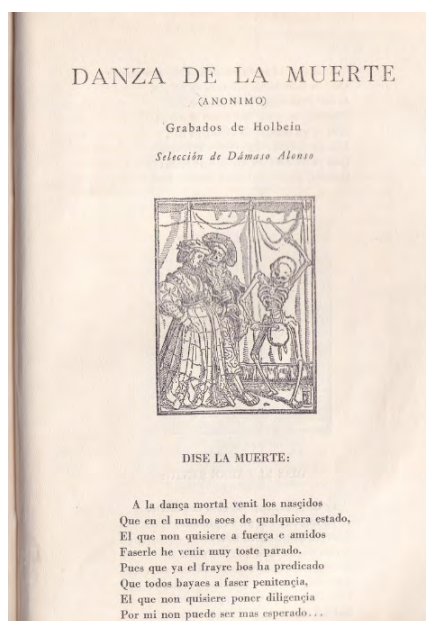 DANZA DE LA MUERTE
(ANONIMO)
Grabados de Holbein
Selección de Dámaso Alonso
DISE LA MUERTE:
A la dança mortal venit los nasçidos
Que en el mundo soes de qualquiera estado,
El que non quisiere a fuerça e amidos
Faserle he venir muy toste parado.
Pues que ya el frayre bos ha predicado
Que todos bayaes a faser penitençia,
El que non quisiere poner diligençia
Por mi non puede ser mas esperado...